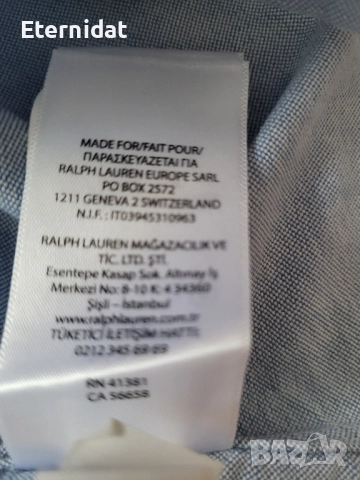 Eternidat
MADE FOR/FAIT POUR/
ΠΑΡΑΣΚΕΥΑΖΕΤΑΙ ΓΙΑ
RALPH LAUREN EUROPE SARL
PO BOX 2572
1211 GENEVA 2 SWITZERLAND
N.I.F. : IT03945310963
RALPH LAUREN MAĞAZACILIK VE
TİC. LTD. ŞTİ.
Esentepe Kasap Sok. Altınay İş
Merkezi No: 8-10 K: 4 34360
Şişli - İstanbul
www.ralphlauren.com.tr
TÜKETİCİ İLETİŞİM HATTI:
0212 345 69 69
RN 41381
CA 56658
BAZAR